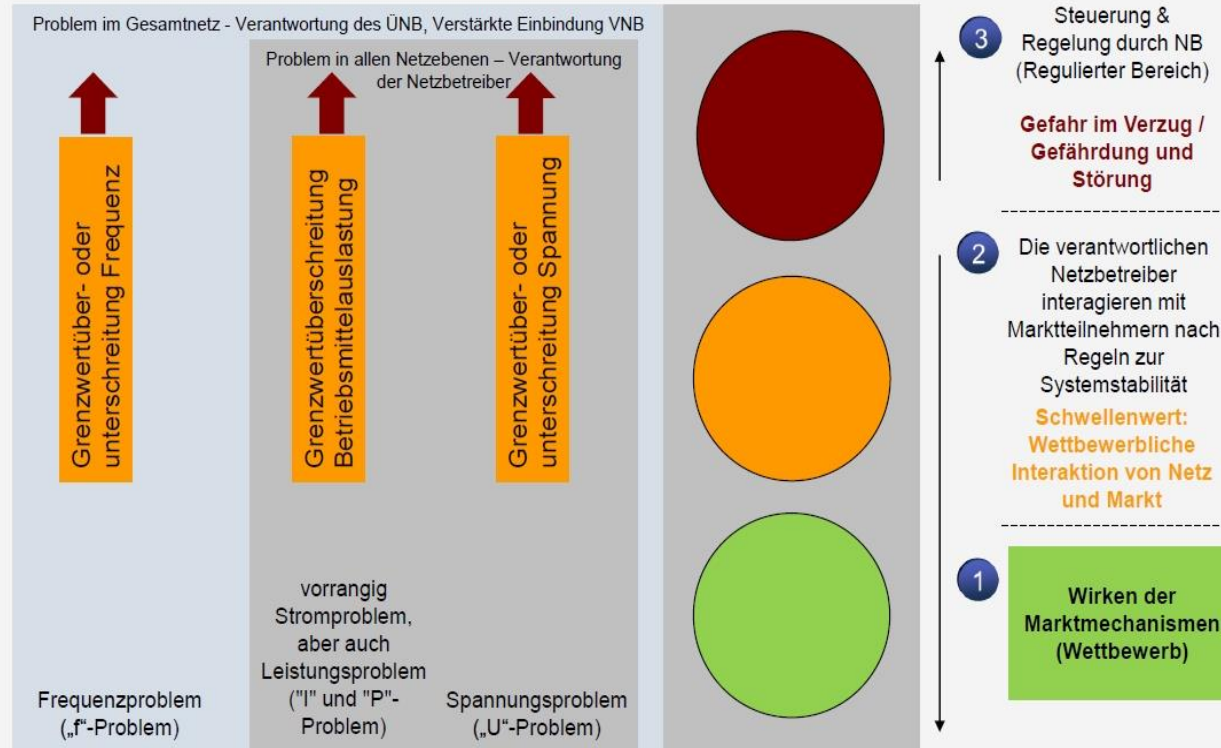 Problem im Gesamtnetz - Verantwortung des ÜNB, Verstärkte Einbindung VNB
Problem in allen Netzebenen – Verantwortung
der Netzbetreiber
Grenzwertüber- oder
unterschreitung Frequenz
Grenzwertüberschreitung
Betriebsmittelauslastung
Grenzwertüber- oder
unterschreitung Spannung
Frequenzproblem
(„f“-Problem)
vorrangig
Stromproblem,
aber auch
Leistungsproblem
("I" und "P"-
Problem)
Spannungsproblem
(„U“-Problem)
3
Steuerung &
Regelung durch NB
(Regulierter Bereich)
Gefahr im Verzug /
Gefährdung und
Störung
2
Die verantwortlichen
Netzbetreiber
interagieren mit
Marktteilnehmern nach
Regeln zur
Systemstabilität
Schwellenwert:
Wettbewerbliche
Interaktion von Netz
und Markt
1
Wirken der
Marktmechanismen
(Wettbewerb)